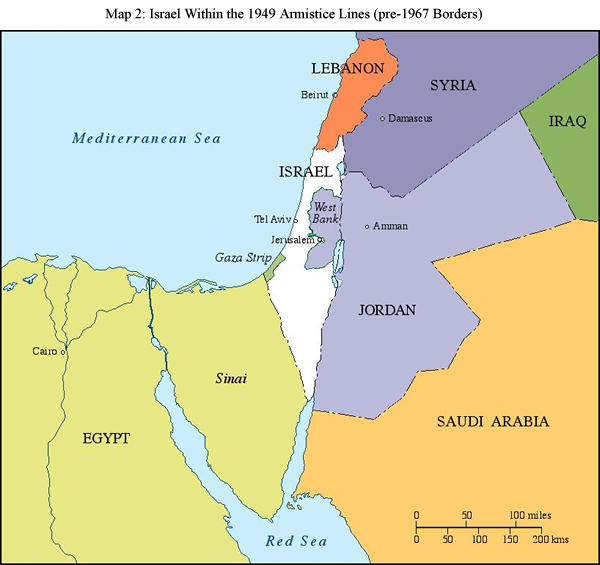 Map 2: Israel Within the 1949 Armistice Lines (pre-1967 Borders)
LEBANON
SYRIA
Beirut
Damascus
IRAQ
Mediterranean Sea
ISRAEL
West
Bank
Tel Aviv
Amman
Jerusalem
Gaza Strip
JORDAN
Cairo
Sinai
SAUDI ARABIA
EGYPT
0 50 100 miles
0 50 100 150 200 kms
Red Sea